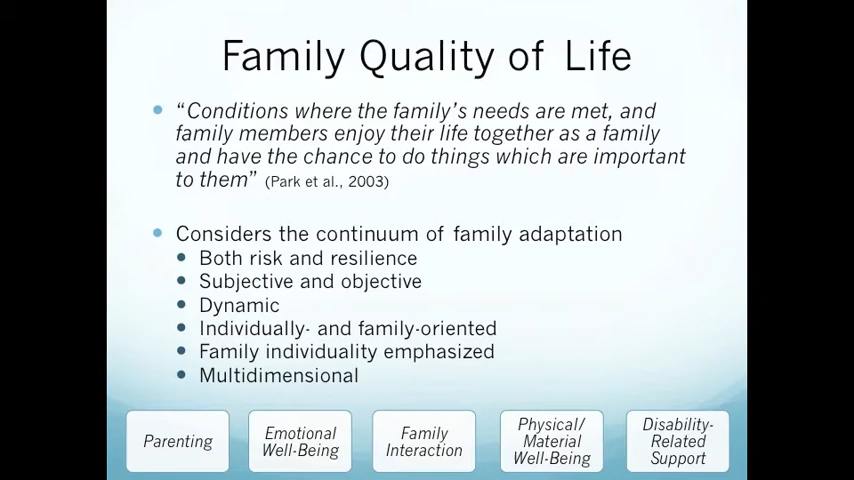 Family Quality of Life
• “Conditions where the family’s needs are met, and
family members enjoy their life together as a family
and have the chance to do things which are important
to them” (Park et al., 2003)
• Considers the continuum of family adaptation
• Both risk and resilience
• Subjective and objective
• Dynamic
• Individually- and family-oriented
• Family individuality emphasized
• Multidimensional
Parenting
Emotional
Well-Being
Family
Interaction
Physical/
Material
Well-Being
Disability-
Related
Support